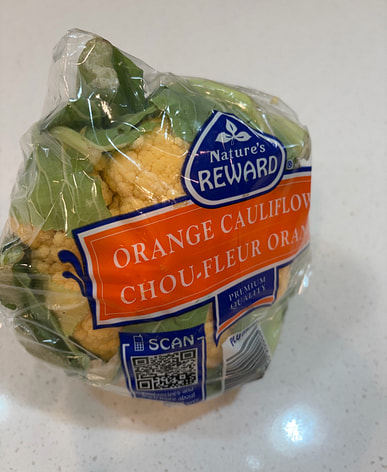 Nature's
REWARD
ORANGE CAULIFLOW
CHOU-FLEUR ORAN
PREMIUM
QUALITY
SCAN